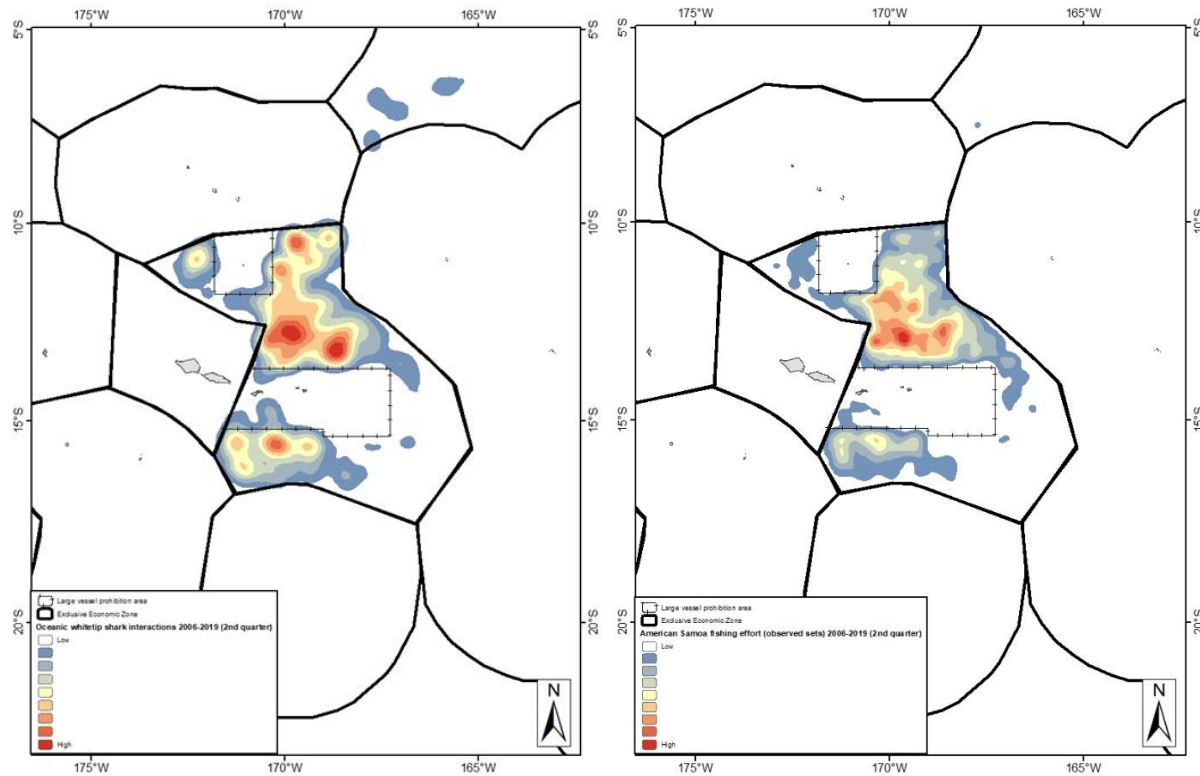 175°W 170°W 165°W
5°S 5°S
10°S 10°S
15°S 15°S
20°S 20°S
Large vessel prohibition area
Exclusive Economic Zone
Oceanic whitetip shark interactions 2006-2019 (2nd quarter)
Low
High
N
175°W 170°W 165°W
175°W 170°W 165°W
5°S 5°S
10°S 10°S
15°S 15°S
20°S 20°S
Large vessel prohibition area
Exclusive Economic Zone
American Samoa fishing effort (observed sets) 2006-2019 (2nd quarter)
Low
High
N
175°W 170°W 165°W